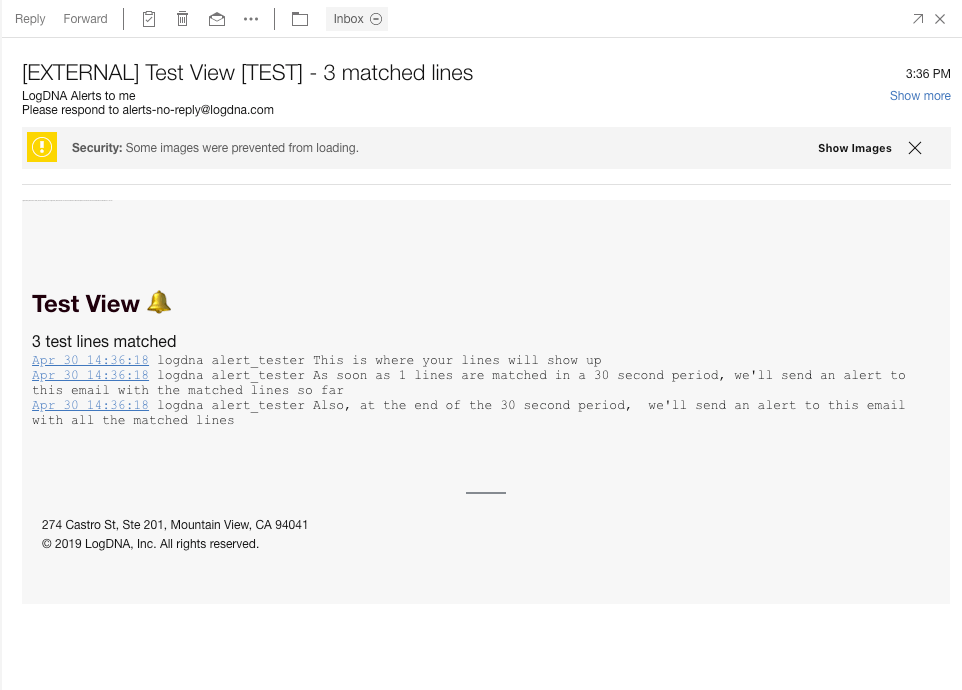 Reply Forward Inbox
[EXTERNAL] Test View [TEST] - 3 matched lines 3:36 PM
LogDNA Alerts to me Show more
Please respond to alerts-no-reply@logdna.com
Security: Some images were prevented from loading. Show Images
Test View
3 test lines matched
Apr 30 14:36:18 logdna alert_tester This is where your lines will show up
Apr 30 14:36:18 logdna alert_tester As soon as 1 lines are matched in a 30 second period, we'll send an alert to
this email with the matched lines so far
Apr 30 14:36:18 logdna alert_tester Also, at the end of the 30 second period,  we'll send an alert to this email
with all the matched lines
274 Castro St, Ste 201, Mountain View, CA 94041
© 2019 LogDNA, Inc. All rights reserved.